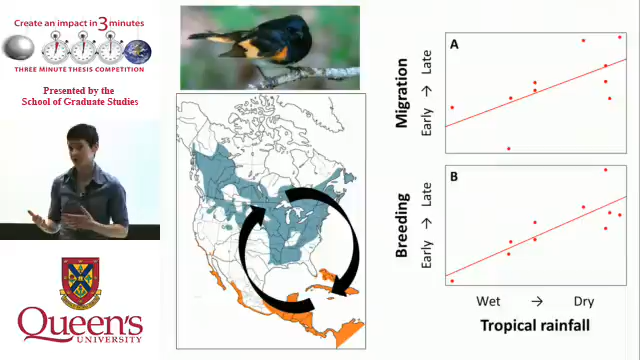 Create an impact in 3 minutes
THREE MINUTE THESIS COMPETITION
Presented by the
School of Graduate Studies
Queen's
UNIVERSITY
A
Migration
Early → Late
B
Breeding
Early → Late
Wet → Dry
Tropical rainfall